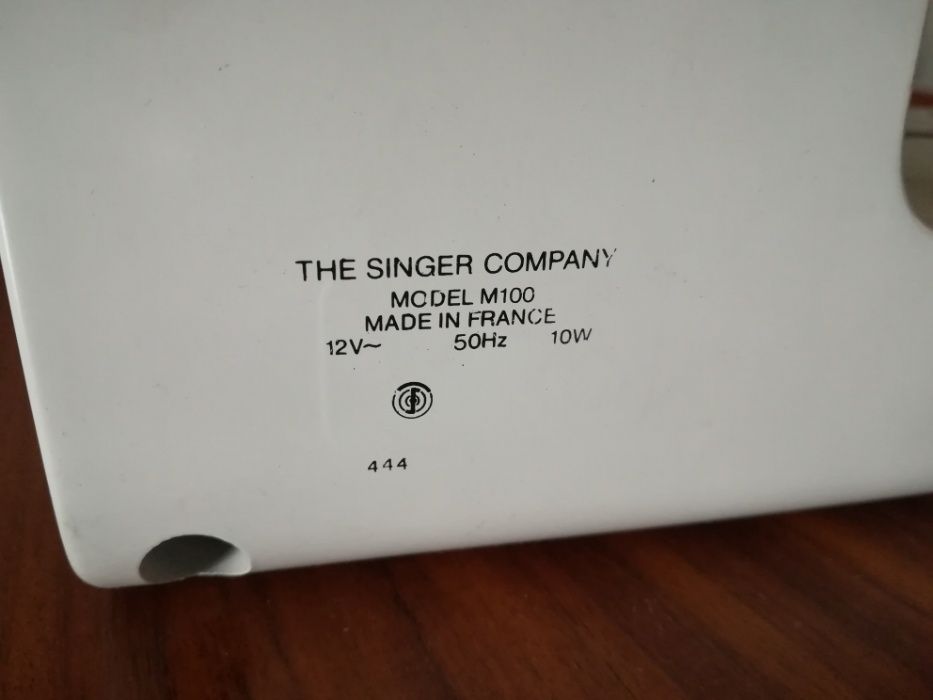 THE SINGER COMPANY
MODEL M100
MADE IN FRANCE
12V~ 50Hz 10W
444